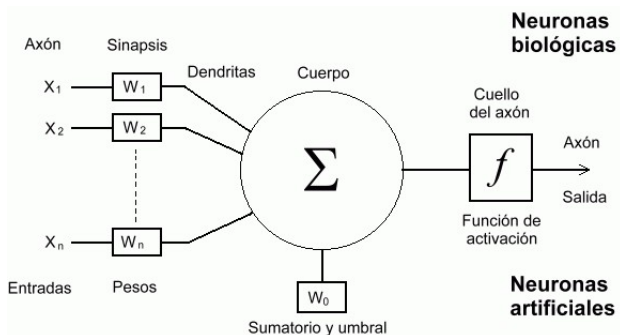 Neuronas
biológicas
Axón Sinapsis
Dendritas Cuerpo
X1 W1
X2 W2
Cuello
del axón
Σ f Axón
Salida
Xn Wn
Función de
activación
Entradas Pesos
W0
Sumatorio y umbral
Neuronas
artificiales